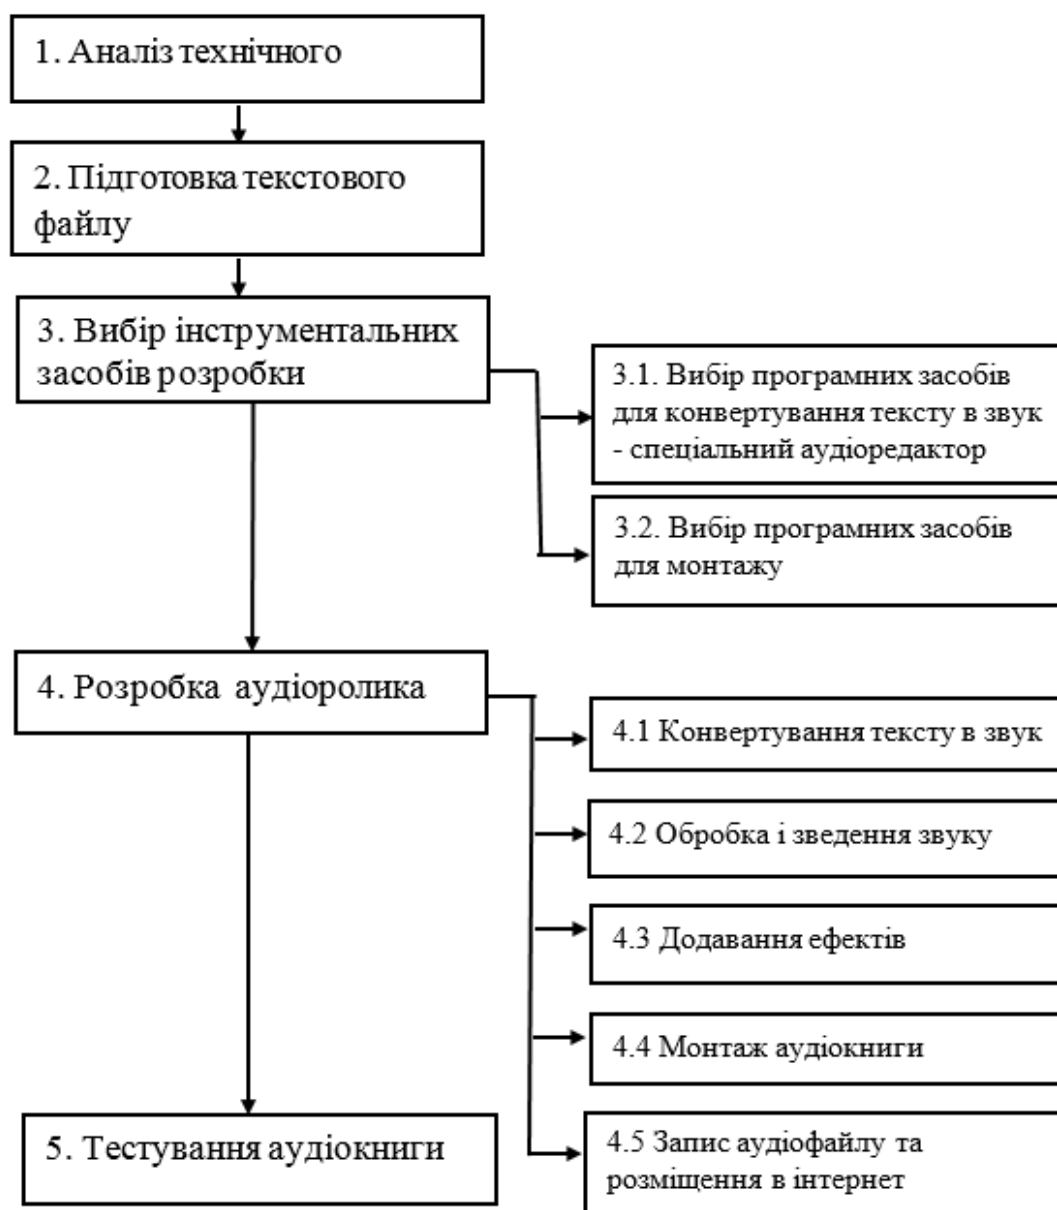 1. Аналіз технічного
2. Підготовка текстового
файлу
3. Вибір інструментальних
засобів розробки
3.1. Вибір програмних засобів
для конвертування тексту в звук
- спеціальний аудіоредактор
3.2. Вибір програмних засобів
для монтажу
4. Розробка аудіоролика
4.1 Конвертування тексту в звук
4.2 Обробка і зведення звуку
4.3 Додавання ефектів
4.4 Монтаж аудіокниги
4.5 Запис аудіофайлу та
розміщення в інтернет
5. Тестування аудіокниги